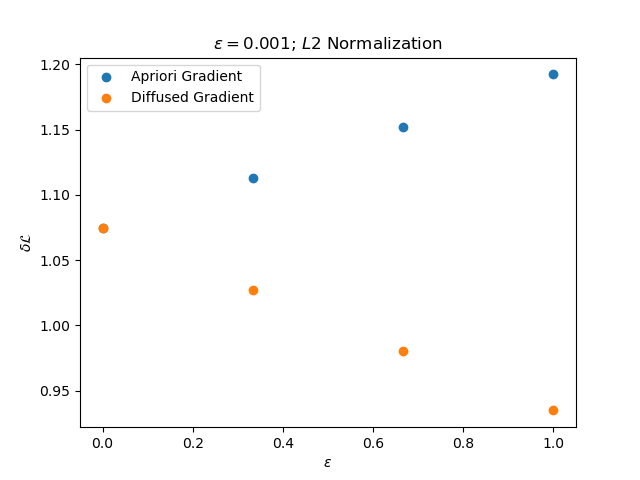 ε = 0.001; L2 Normalization
Apriori Gradient
Diffused Gradient
1.20
1.15
1.10
1.05
1.00
0.95
δℒ
0.0 0.2 0.4 0.6 0.8 1.0
ε